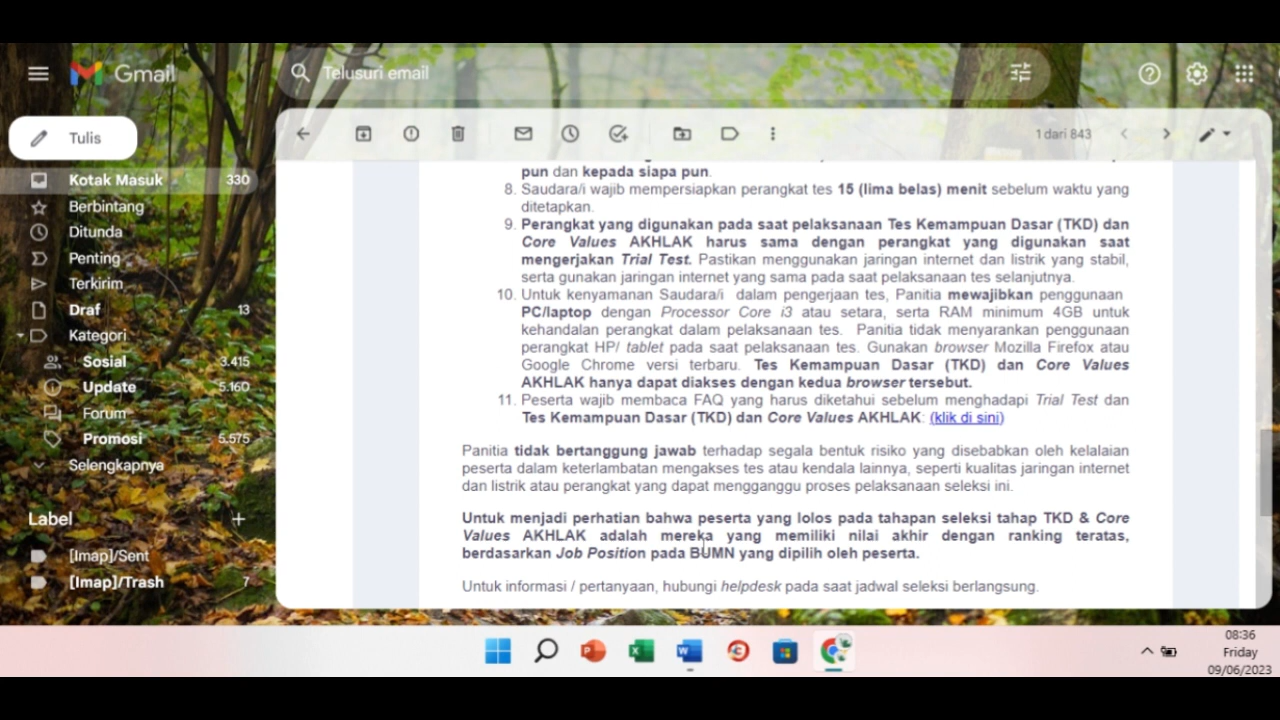 Gmail
Telusuri email
Tulis
1 dari 843
Kotak Masuk 330
Berbintang
Ditunda
Penting
Terkirim
Draf 13
Kategori
Sosial 3.415
Update 5.160
Forum
Promosi 5.575
Selengkapnya
Label
[Imap]/Sent
[Imap]/Trash 7
pun dan kepada siapa pun.
8. Saudara/i wajib mempersiapkan perangkat tes 15 (lima belas) menit sebelum waktu yang
ditetapkan.
9. Perangkat yang digunakan pada saat pelaksanaan Tes Kemampuan Dasar (TKD) dan
Core Values AKHLAK harus sama dengan perangkat yang digunakan saat
mengerjakan Trial Test. Pastikan menggunakan jaringan internet dan listrik yang stabil,
serta gunakan jaringan internet yang sama pada saat pelaksanaan tes selanjutnya.
10. Untuk kenyamanan Saudara/i dalam pengerjaan tes, Panitia mewajibkan penggunaan
PC/laptop dengan Processor Core i3 atau setara, serta RAM minimum 4GB untuk
kehandalan perangkat dalam pelaksanaan tes. Panitia tidak menyarankan penggunaan
perangkat HP/ tablet pada saat pelaksanaan tes. Gunakan browser Mozilla Firefox atau
Google Chrome versi terbaru. Tes Kemampuan Dasar (TKD) dan Core Values
AKHLAK hanya dapat diakses dengan kedua browser tersebut.
11. Peserta wajib membaca FAQ yang harus diketahui sebelum menghadapi Trial Test dan
Tes Kemampuan Dasar (TKD) dan Core Values AKHLAK: (klik di sini)
Panitia tidak bertanggung jawab terhadap segala bentuk risiko yang disebabkan oleh kelalaian
peserta dalam keterlambatan mengakses tes atau kendala lainnya, seperti kualitas jaringan internet
dan listrik atau perangkat yang dapat mengganggu proses pelaksanaan seleksi ini.
Untuk menjadi perhatian bahwa peserta yang lolos pada tahapan seleksi tahap TKD & Core
Values AKHLAK adalah mereka yang memiliki nilai akhir dengan ranking teratas,
berdasarkan Job Position pada BUMN yang dipilih oleh peserta.
Untuk informasi / pertanyaan, hubungi helpdesk pada saat jadwal seleksi berlangsung.
08:36
Friday
09/06/2023